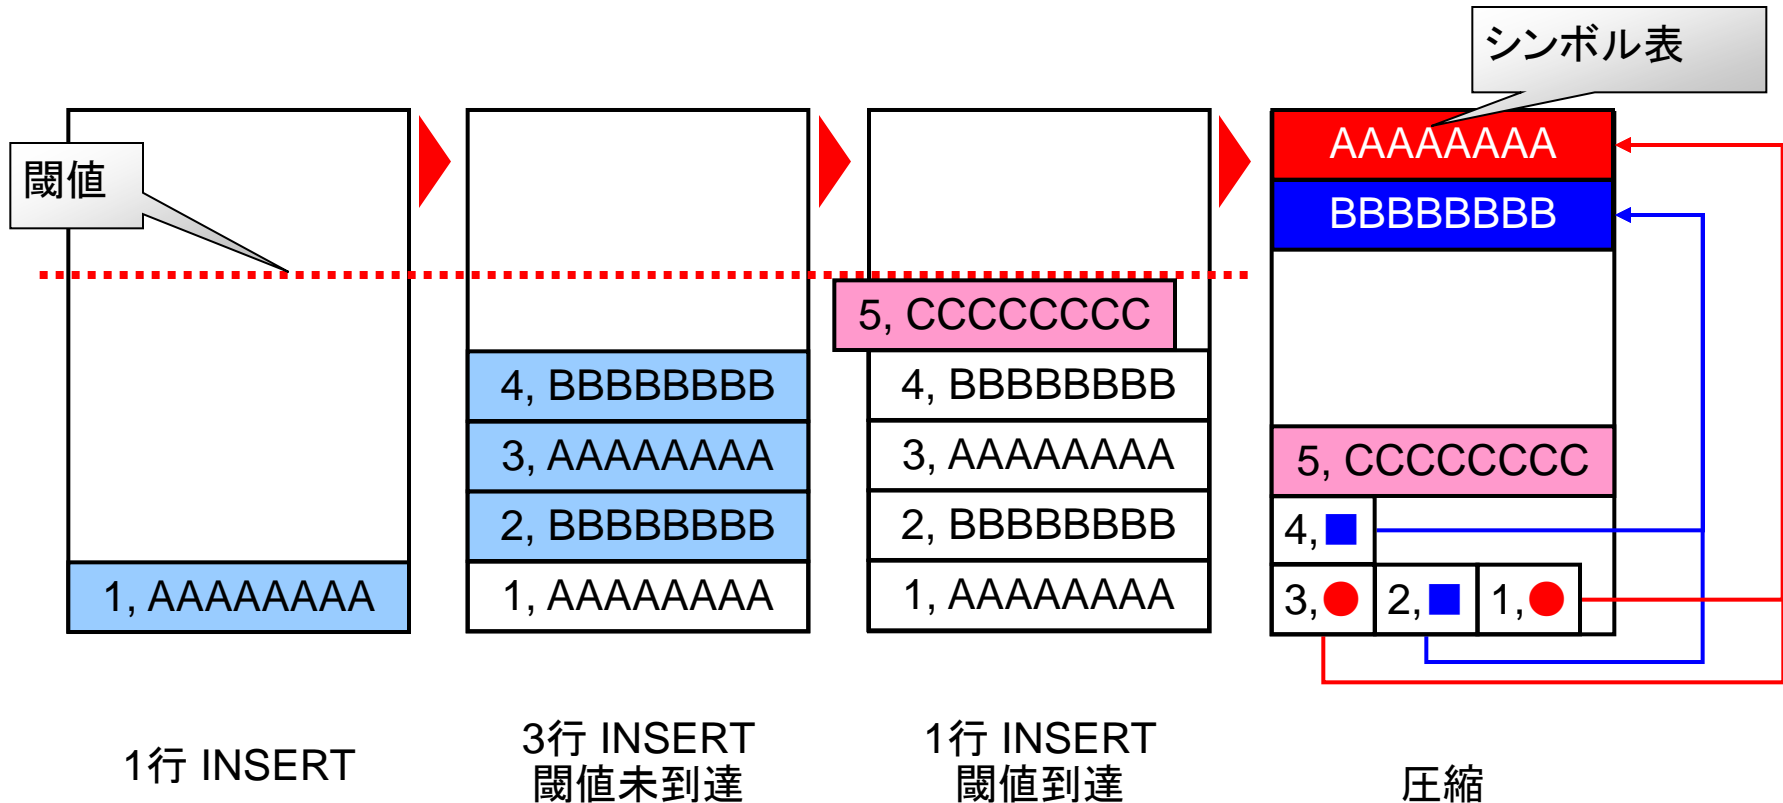 シンボル表
閾値
1, AAAAAAAA
1行 INSERT
4, BBBBBBBB
3, AAAAAAAA
2, BBBBBBBB
1, AAAAAAAA
3行 INSERT
閾値未到達
5, CCCCCCCC
4, BBBBBBBB
3, AAAAAAAA
2, BBBBBBBB
1, AAAAAAAA
1行 INSERT
閾値到達
AAAAAAAA
BBBBBBBB
5, CCCCCCCC
4,
3, 2, 1,
圧縮